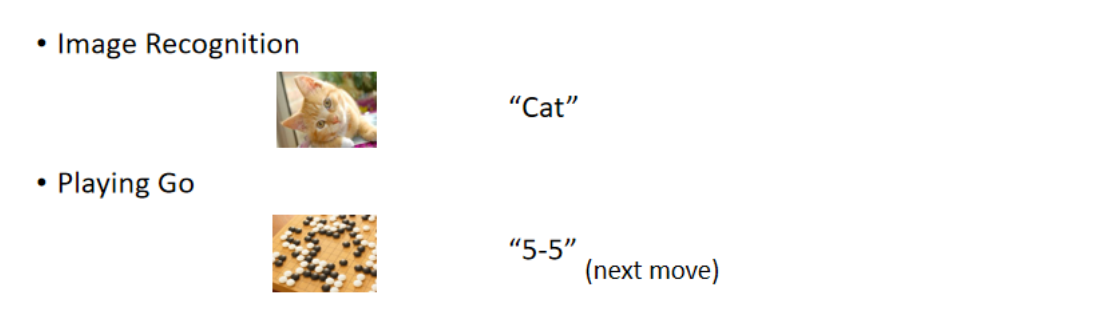 • Image Recognition
“Cat”
• Playing Go
“5-5”
(next move)